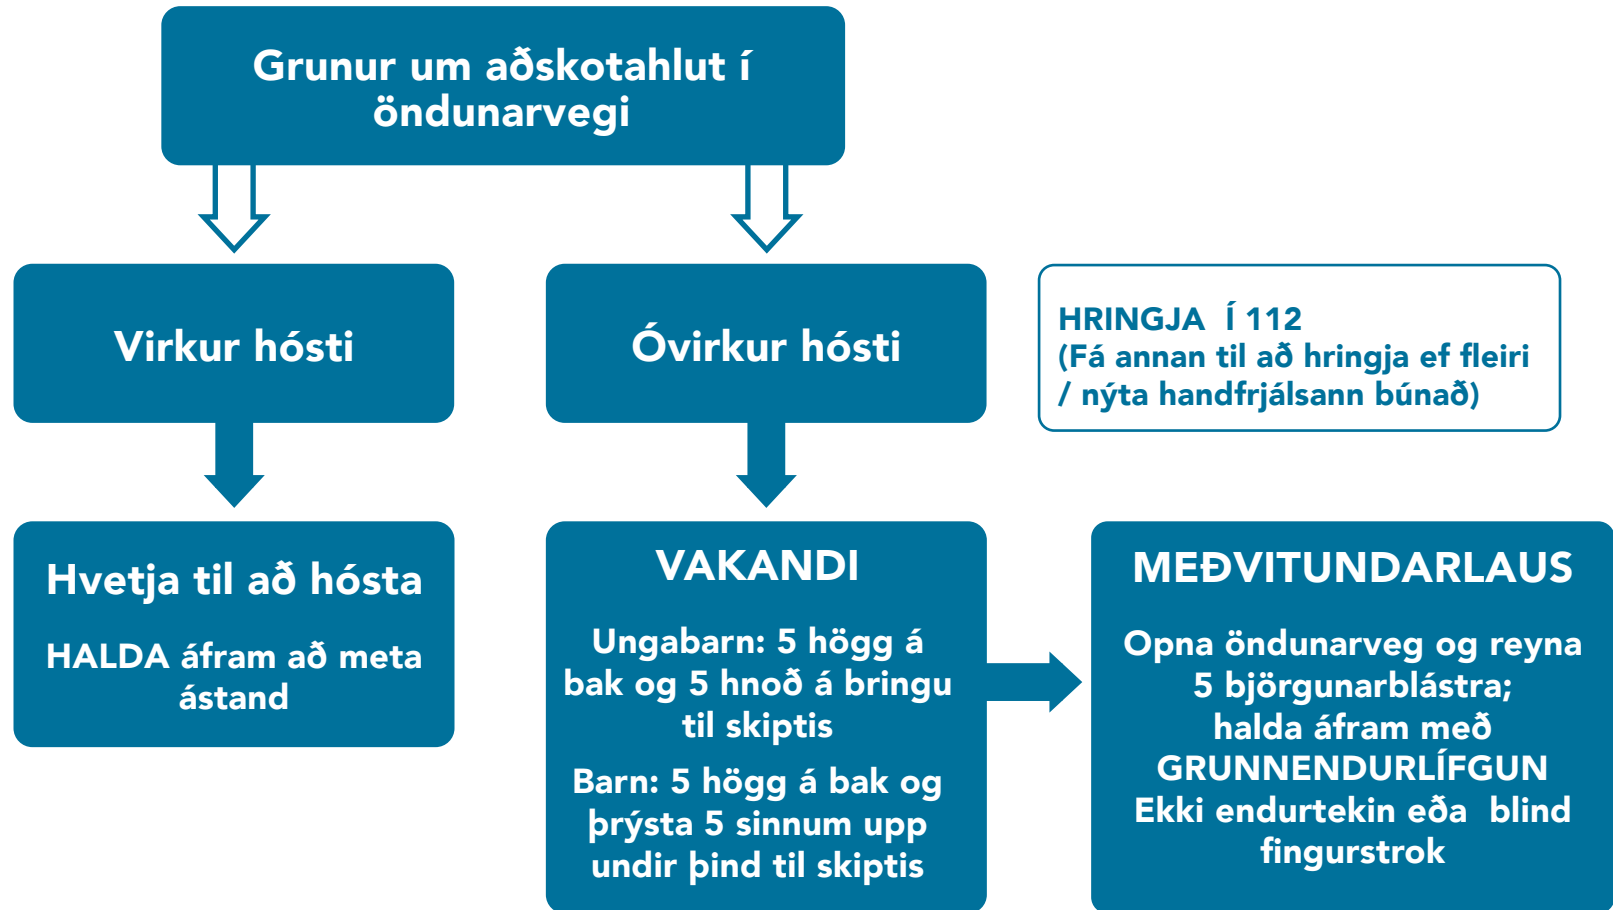 Grunur um aðskotahlut í
öndunarvegi
Virkur hósti
Óvirkur hósti
HRINGJA Í 112
(Fá annan til að hringja ef fleiri
/ nýta handfrjálsann búnað)
Hvetja til að hósta
HALDA áfram að meta
ástand
VAKANDI
Ungabarn: 5 högg á
bak og 5 hnoð á bringu
til skiptis
Barn: 5 högg á bak og
þrýsta 5 sinnum upp
undir þind til skiptis
MEÐVITUNDARLAUS
Opna öndunarveg og reyna
5 björgunarblástra;
halda áfram með
GRUNNENDURLÍFGUN
Ekki endurtekin eða blind
fingurstrok